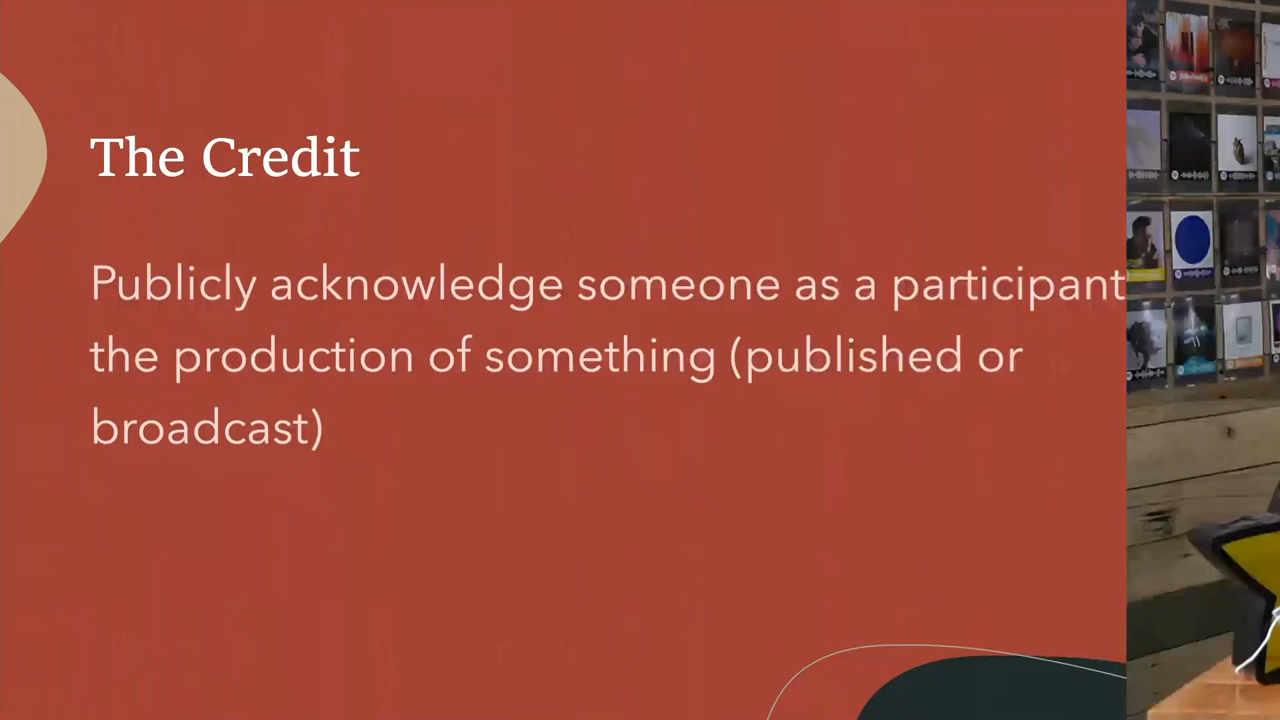 The Credit
Publicly acknowledge someone as a participant
the production of something (published or
broadcast)